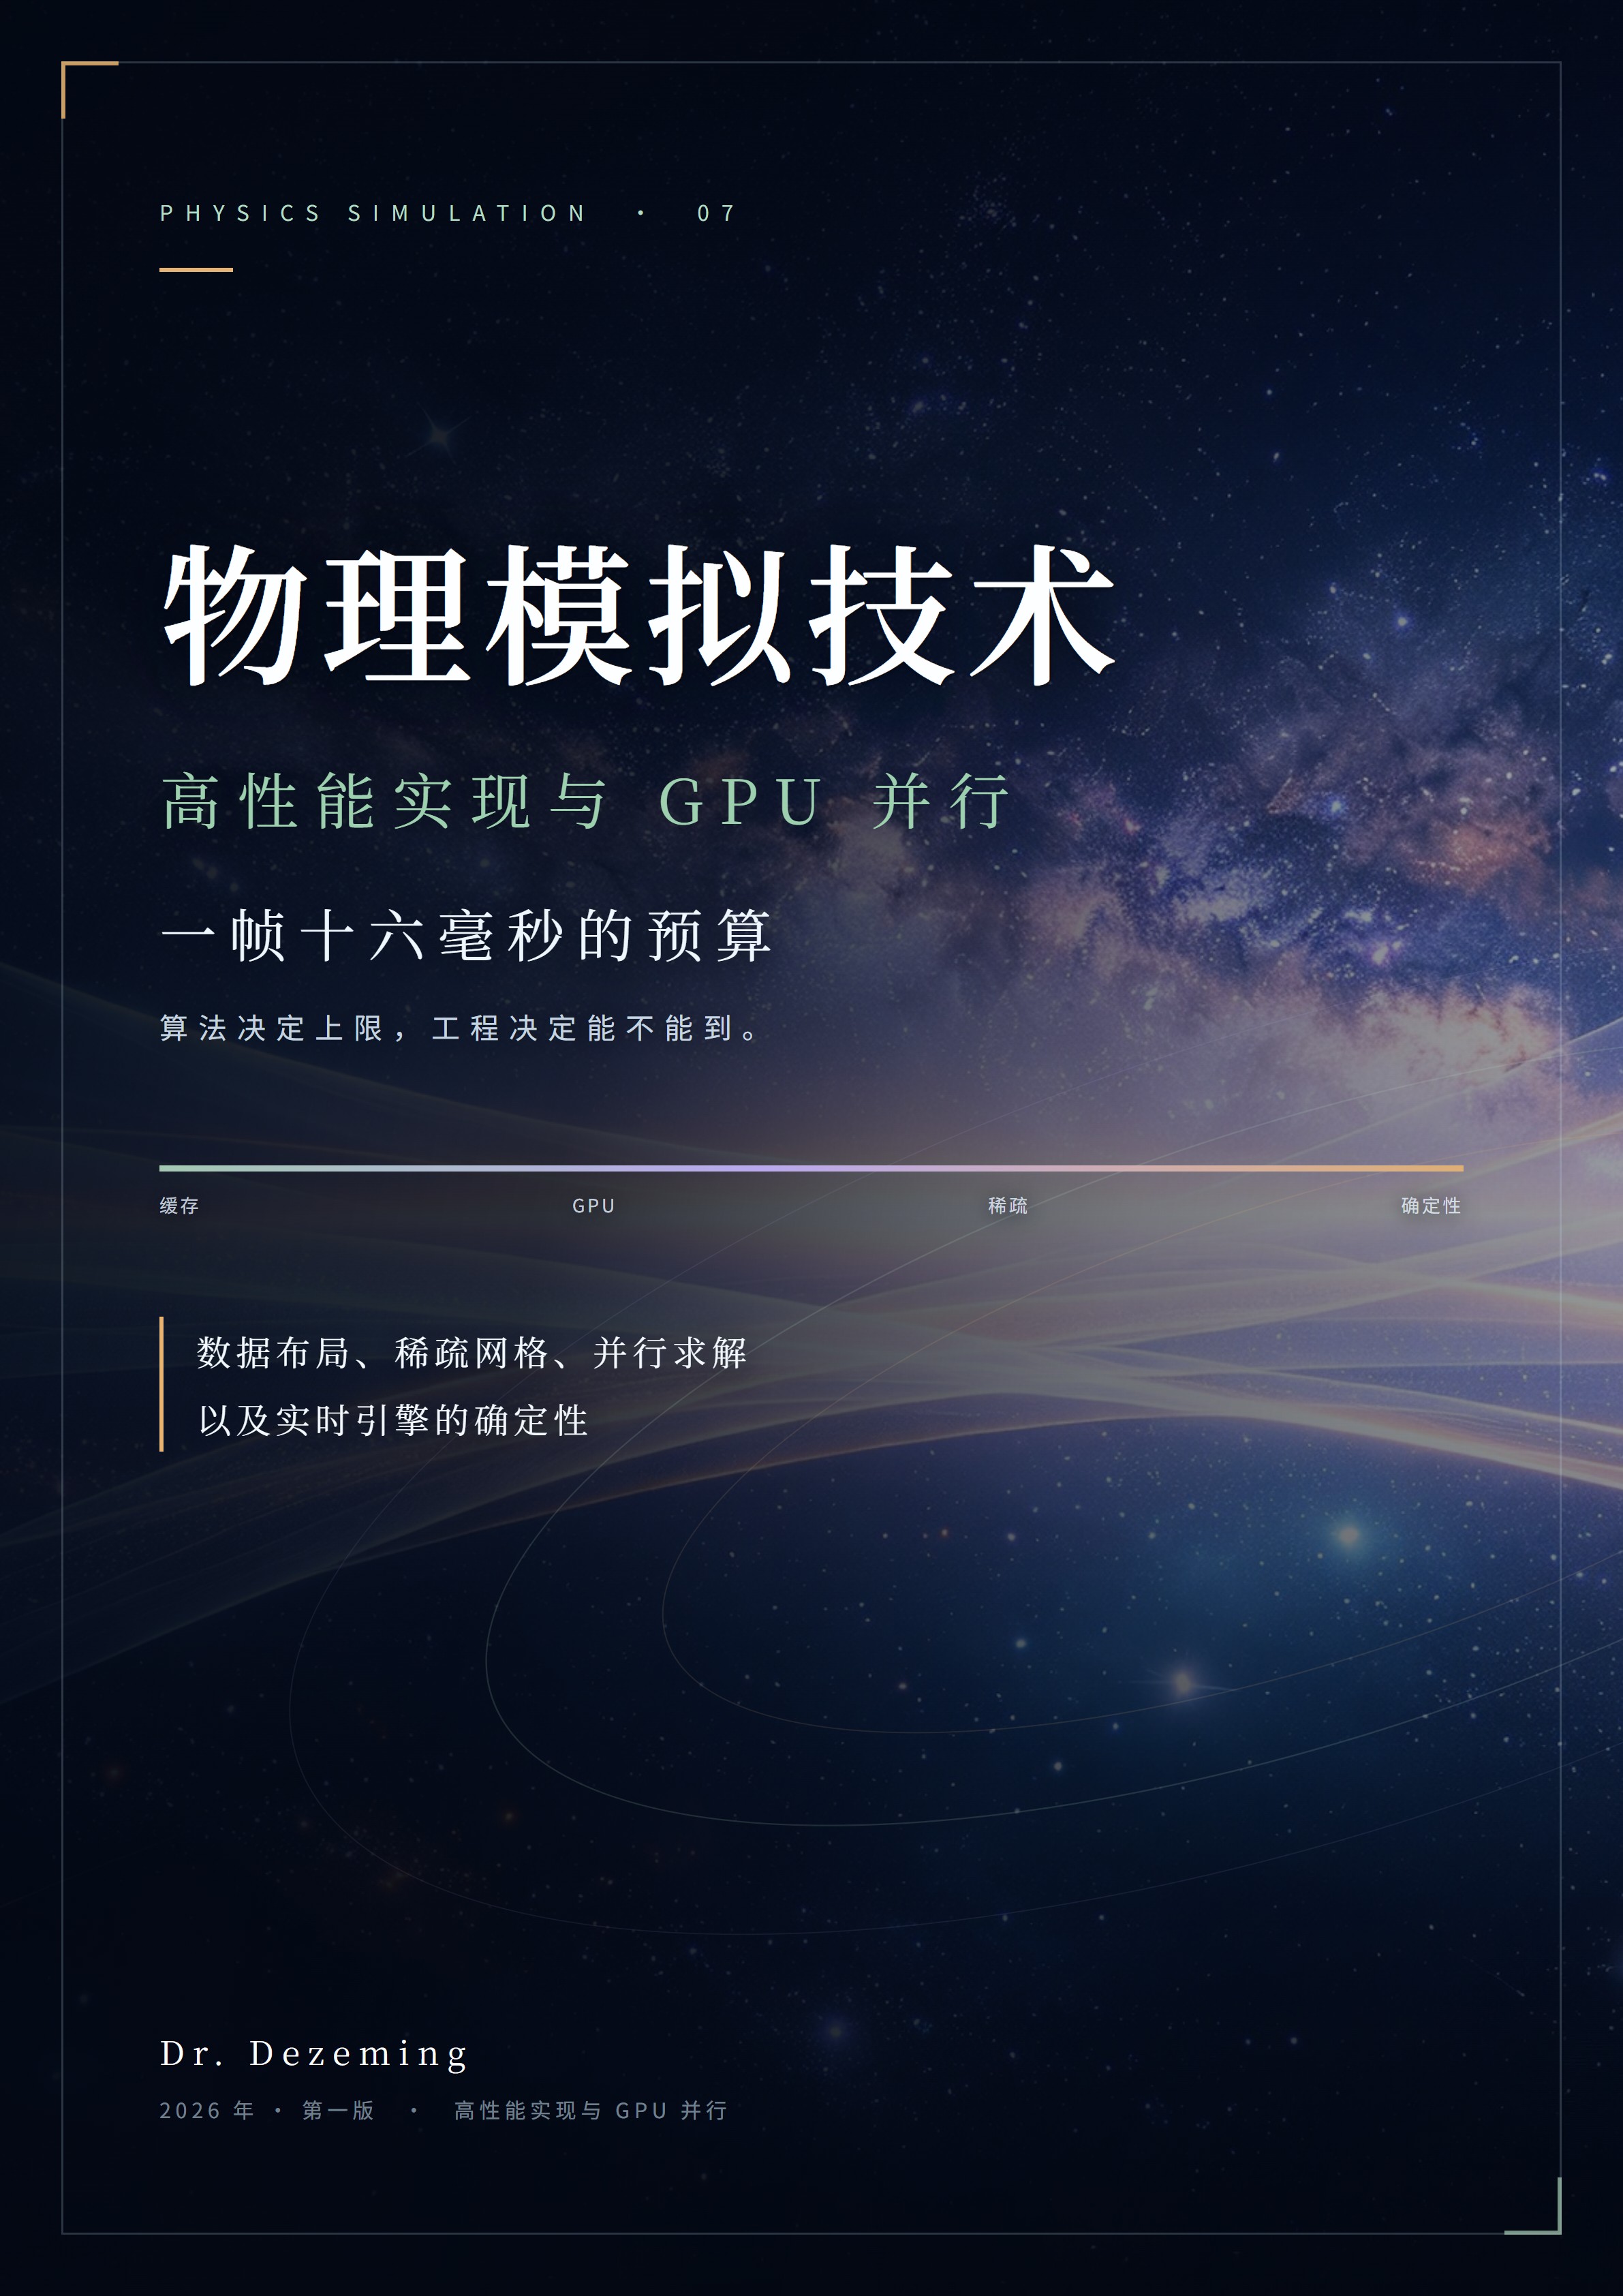 PHYSICS SIMULATION • 07
物理模拟技术
高性能实现与 GPU 并行
一帧十六毫秒的预算
算法决定上限，工程决定能不能到。
缓存 GPU 稀疏 确定性
数据布局、稀疏网格、并行求解
以及实时引擎的确定性
Dr. Dezeming
2026 年 • 第一版 • 高性能实现与 GPU 并行